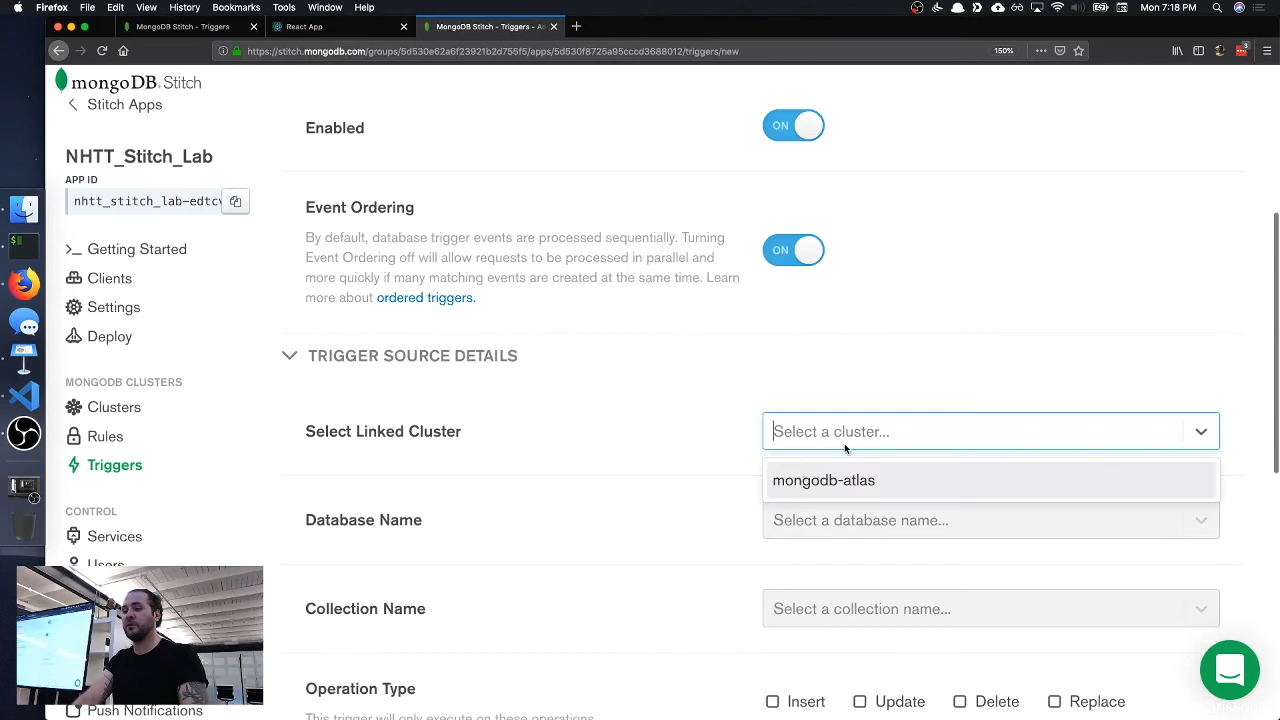 Firefox File Edit View History Bookmarks Tools Window Help
Mon 7:18 PM
MongoDB Stitch - Triggers
React App
MongoDB Stitch - Triggers - A
https://stitch.mongodb.com/groups/5d530e62a6f23921b2d755f5/apps/5d530f8725a95cccd3688012/triggers/new
150%
mongoDB Stitch
Stitch Apps
NHTT_Stitch_Lab
APP ID
nhtt_stitch_lab-edtcv
Getting Started
Clients
Settings
Deploy
MONGODB CLUSTERS
Clusters
Rules
Triggers
CONTROL
Services
Users
Push Notifications
Enabled
ON
Event Ordering
By default, database trigger events are processed sequentially. Turning
Event Ordering off will allow requests to be processed in parallel and
more quickly if many matching events are created at the same time. Learn
more about ordered triggers.
ON
TRIGGER SOURCE DETAILS
Select Linked Cluster
Select a cluster...
mongodb-atlas
Database Name
Select a database name...
Collection Name
Select a collection name...
Operation Type
Insert
Update
Delete
Replace
This trigger will only execute on these operations